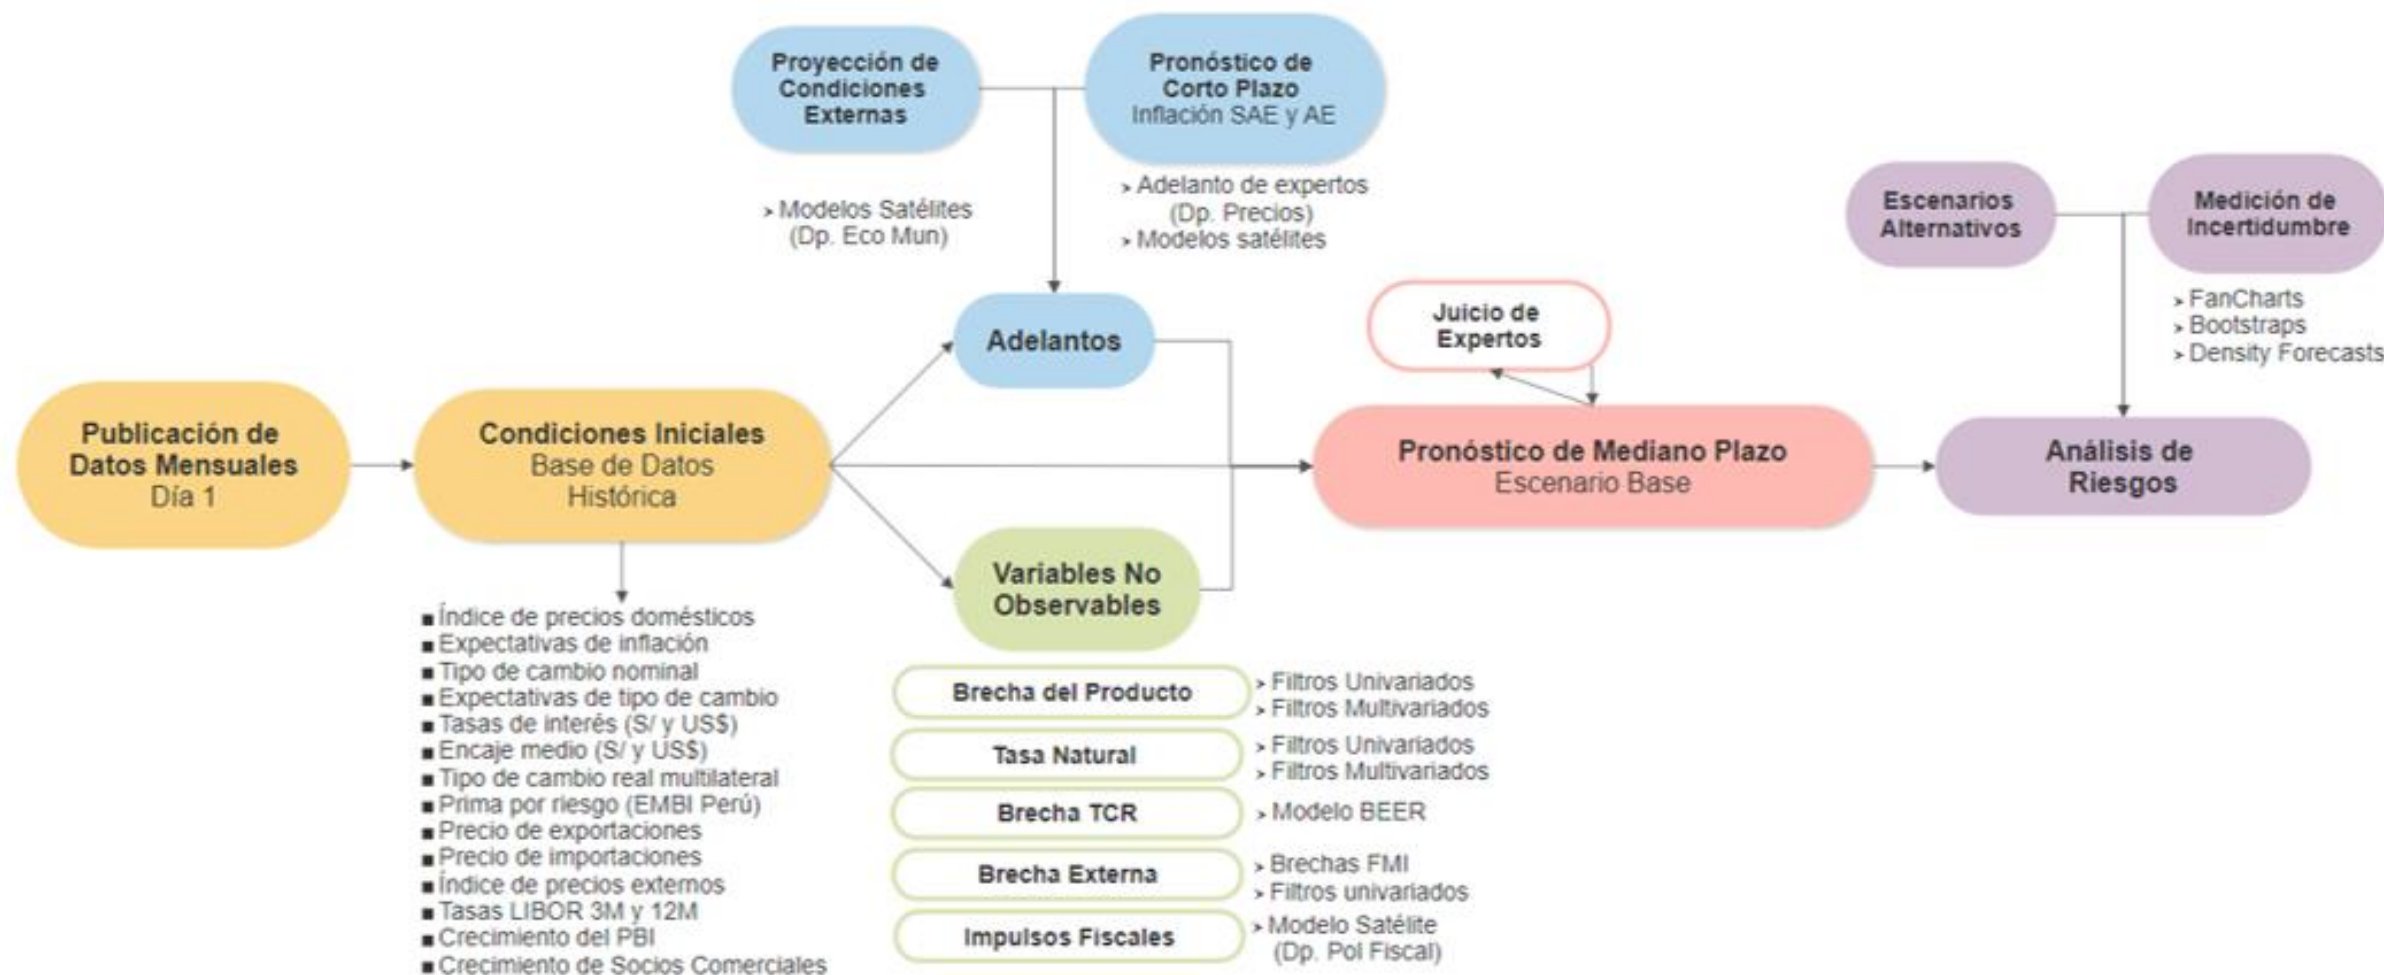 Proyección de
Condiciones
Externas
Pronóstico de
Corto Plazo
Inflación SAE y AE
> Modelos Satélites
(Dp. Eco Mun)
> Adelanto de expertos
(Dp. Precios)
> Modelos satélites
Escenarios
Alternativos
Medición de
Incertidumbre
> FanCharts
> Bootstraps
> Density Forecasts
Adelantos
Juicio de
Expertos
Publicación de
Datos Mensuales
Día 1
Condiciones Iniciales
Base de Datos
Histórica
Pronóstico de Mediano Plazo
Escenario Base
Análisis de
Riesgos
Variables No
Observables
■ Índice de precios domésticos
■ Expectativas de inflación
■ Tipo de cambio nominal
■ Expectativas de tipo de cambio
■ Tasas de interés (S/ y US$)
■ Encaje medio (S/ y US$)
■ Tipo de cambio real multilateral
■ Prima por riesgo (EMBI Perú)
■ Precio de exportaciones
■ Precio de importaciones
■ Índice de precios externos
■ Tasas LIBOR 3M y 12M
■ Crecimiento del PBI
■ Crecimiento de Socios Comerciales
Brecha del Producto
> Filtros Univariados
> Filtros Multivariados
Tasa Natural
> Filtros Univariados
> Filtros Multivariados
Brecha TCR
> Modelo BEER
Brecha Externa
> Brechas FMI
> Filtros univariados
Impulsos Fiscales
> Modelo Satélite
(Dp. Pol Fiscal)